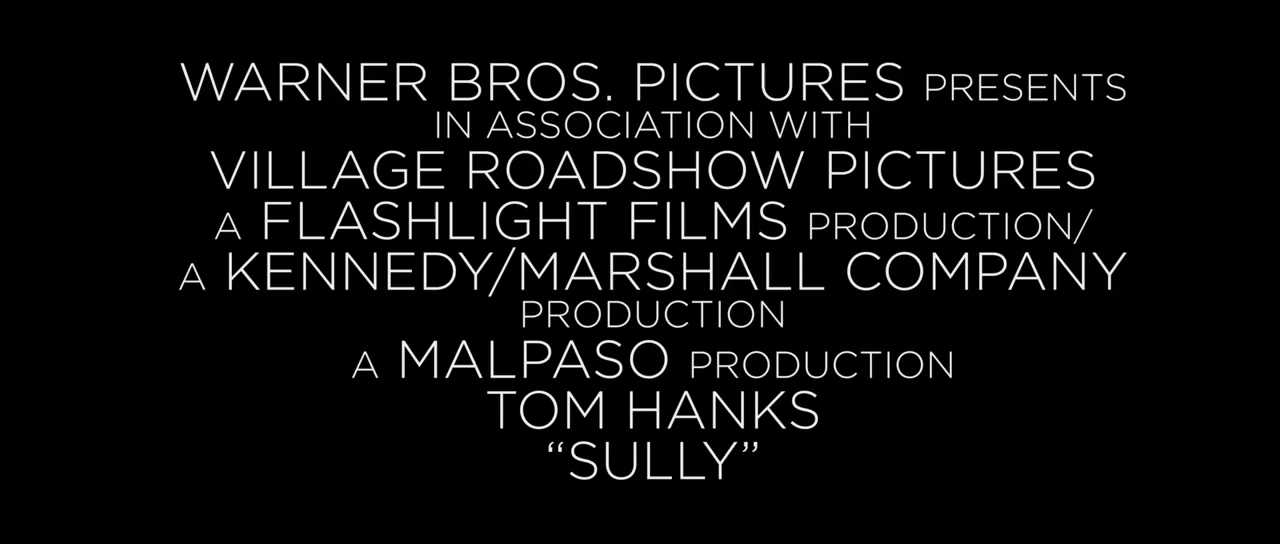 WARNER BROS. PICTURES PRESENTS
IN ASSOCIATION WITH
VILLAGE ROADSHOW PICTURES
A FLASHLIGHT FILMS PRODUCTION/
A KENNEDY/MARSHALL COMPANY
PRODUCTION
A MALPASO PRODUCTION
TOM HANKS
“SULLY”